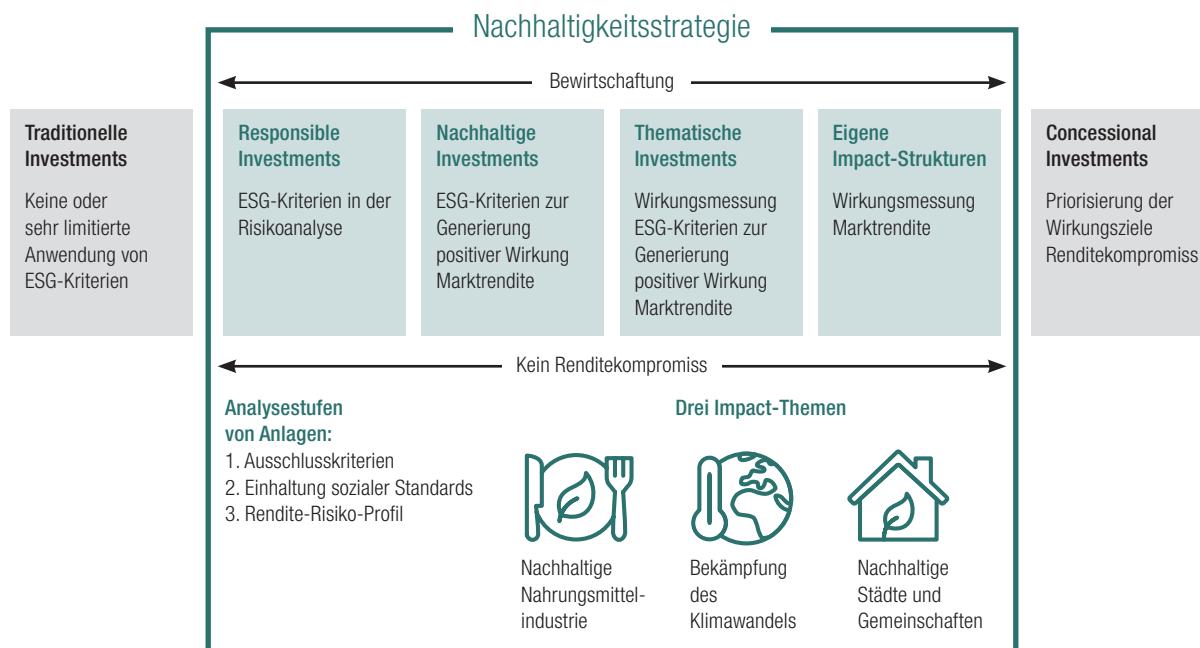 Nachhaltigkeitsstrategie
Bewirtschaftung
Traditionelle
Investments
Keine oder
sehr limitierte
Anwendung von
ESG-Kriterien
Responsible
Investments
ESG-Kriterien in der
Risikoanalyse
Nachhaltige
Investments
ESG-Kriterien zur
Generierung
positiver Wirkung
Marktrendite
Thematische
Investments
Wirkungsmessung
ESG-Kriterien zur
Generierung
positiver Wirkung
Marktrendite
Eigene
Impact-Strukturen
Wirkungsmessung
Marktrendite
Concessional
Investments
Priorisierung der
Wirkungsziele
Renditekompromiss
Kein Renditekompromiss
Analysestufen
von Anlagen:
1. Ausschlusskriterien
2. Einhaltung sozialer Standards
3. Rendite-Risiko-Profil
Drei Impact-Themen
Nachhaltige
Nahrungsmittel-
industrie
Bekämpfung
des
Klimawandels
Nachhaltige
Städte und
Gemeinschaften